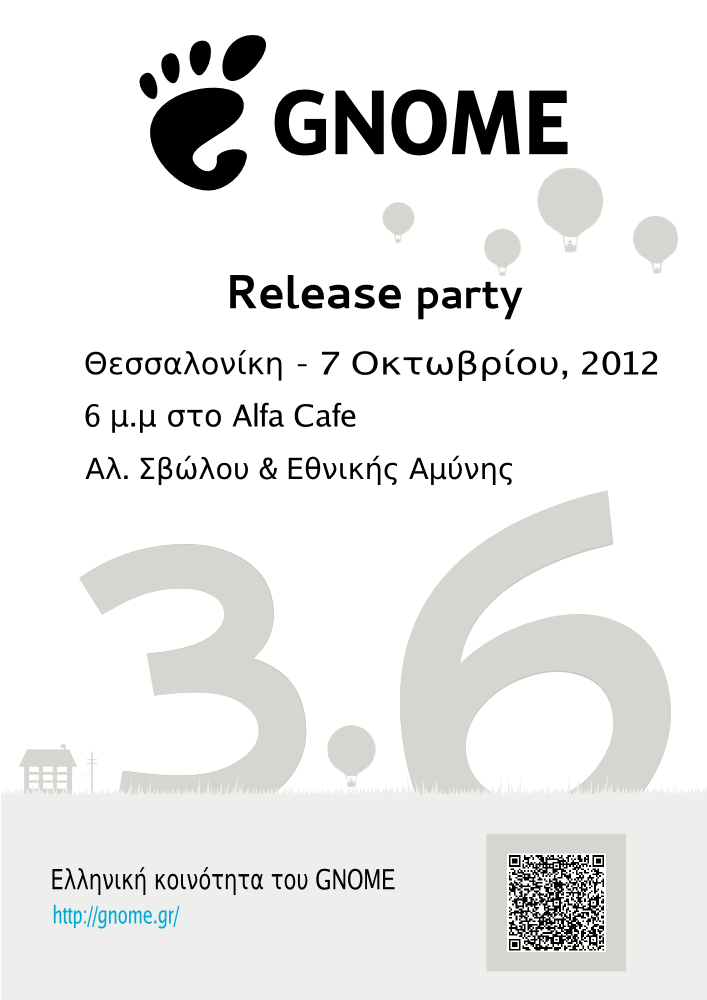 GNOME
Release party
Θεσσαλονίκη - 7 Οκτωβρίου, 2012
6 μ.μ στο Alfa Cafe
Αλ. Σβώλου & Εθνικής Αμύνης
3.6
Ελληνική κοινότητα του GNOME
http://gnome.gr/